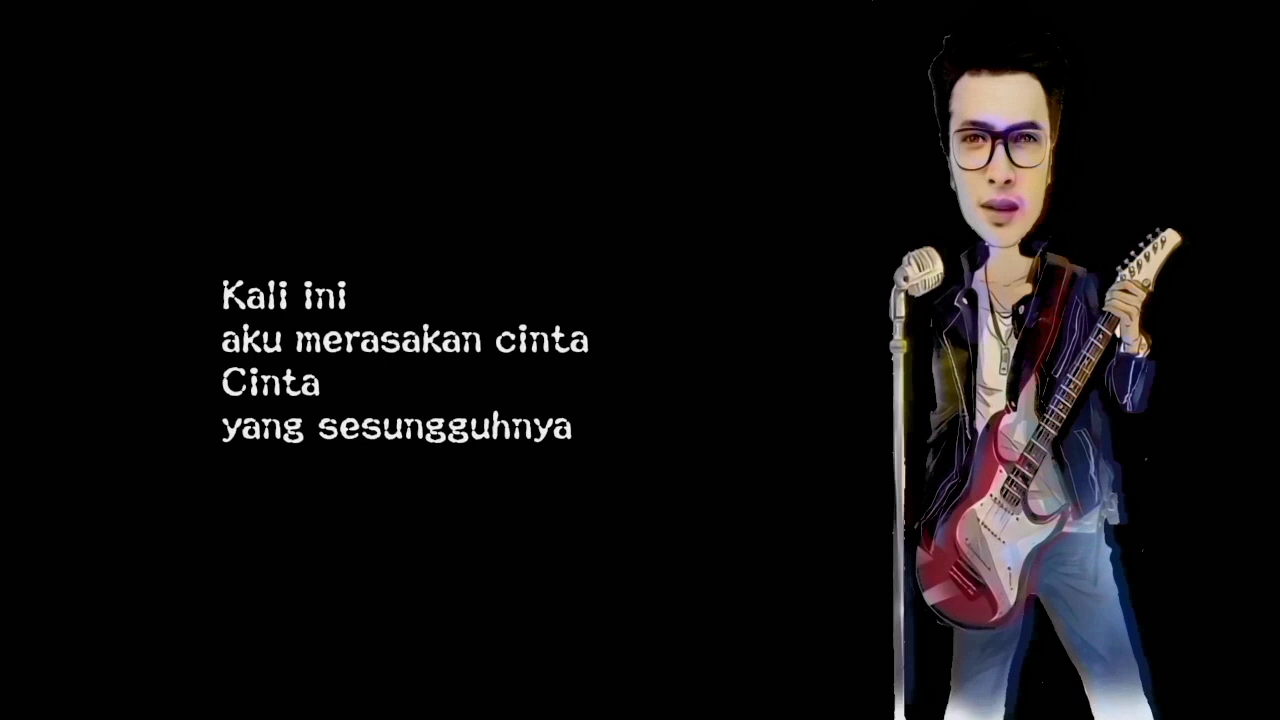 Kali ini
aku merasakan cinta
Cinta
yang sesungguhnya